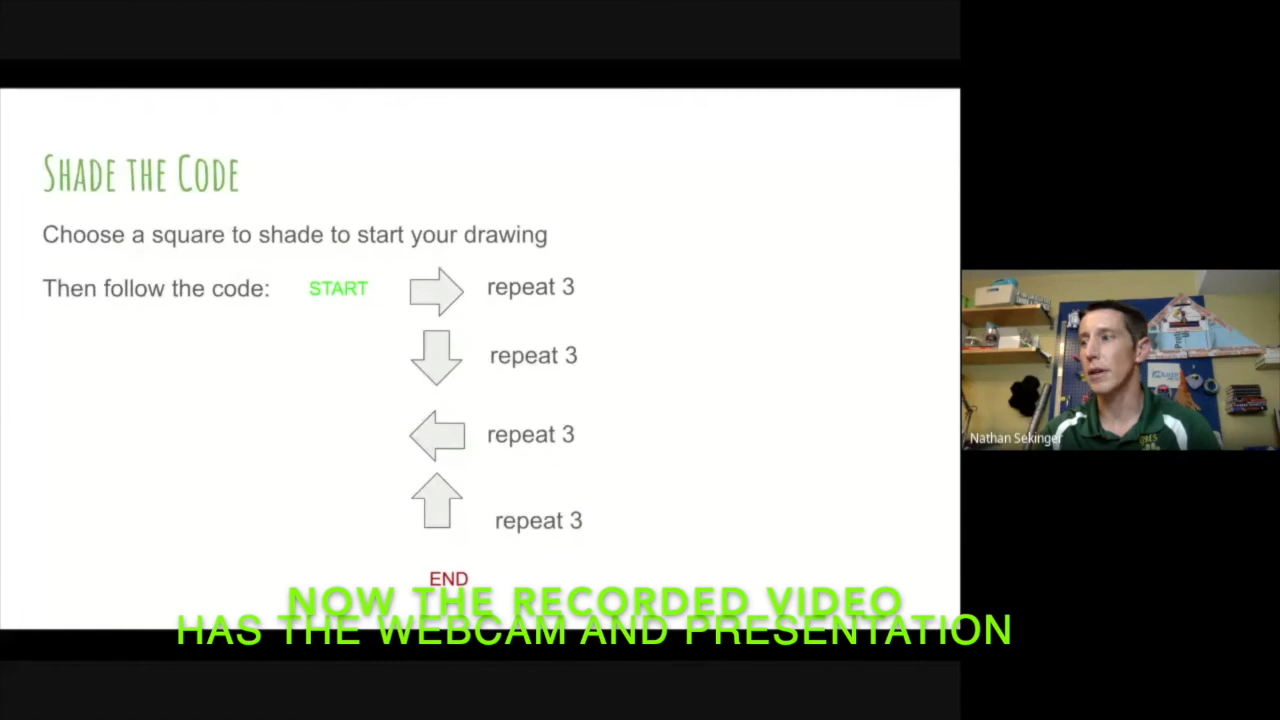 SHADE THE CODE
Choose a square to shade to start your drawing
Then follow the code: START repeat 3
repeat 3
repeat 3
repeat 3
END
NOW THE RECORDED VIDEO
HAS THE WEBCAM AND PRESENTATION
Nathan Sekinger